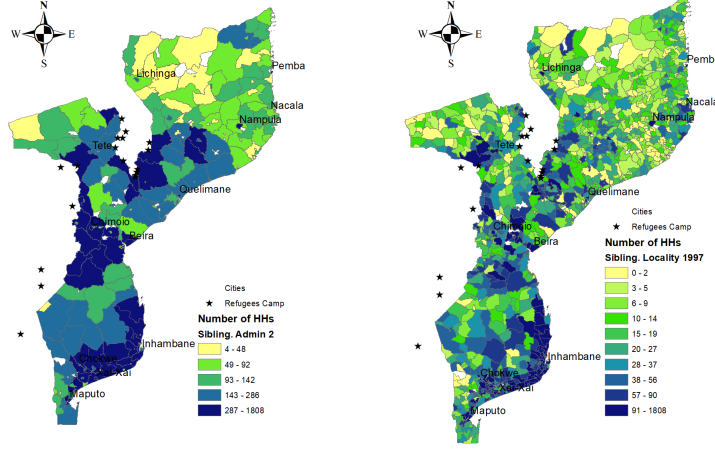 N
W E
S
Lichinga
Pemba
Nacala
Nampula
Tete
Quelimane
Chimoio
Beira
Inhambane
Chokwe
Xai-Xai
Maputo
Cities
Refugees Camp
Number of HHs
Sibling. Admin 2
4 - 48
49 - 92
93 - 142
143 - 286
287 - 1808
N
W E
S
Lichinga
Pemba
Nacala
Nampula
Tete
Quelimane
Chimoio
Beira
Inhambane
Chokwe
Xai-Xai
Maputo
Cities
Refugees Camp
Number of HHs
Sibling. Locality 1997
0 - 2
3 - 5
6 - 9
10 - 14
15 - 19
20 - 27
28 - 37
38 - 56
57 - 90
91 - 1808